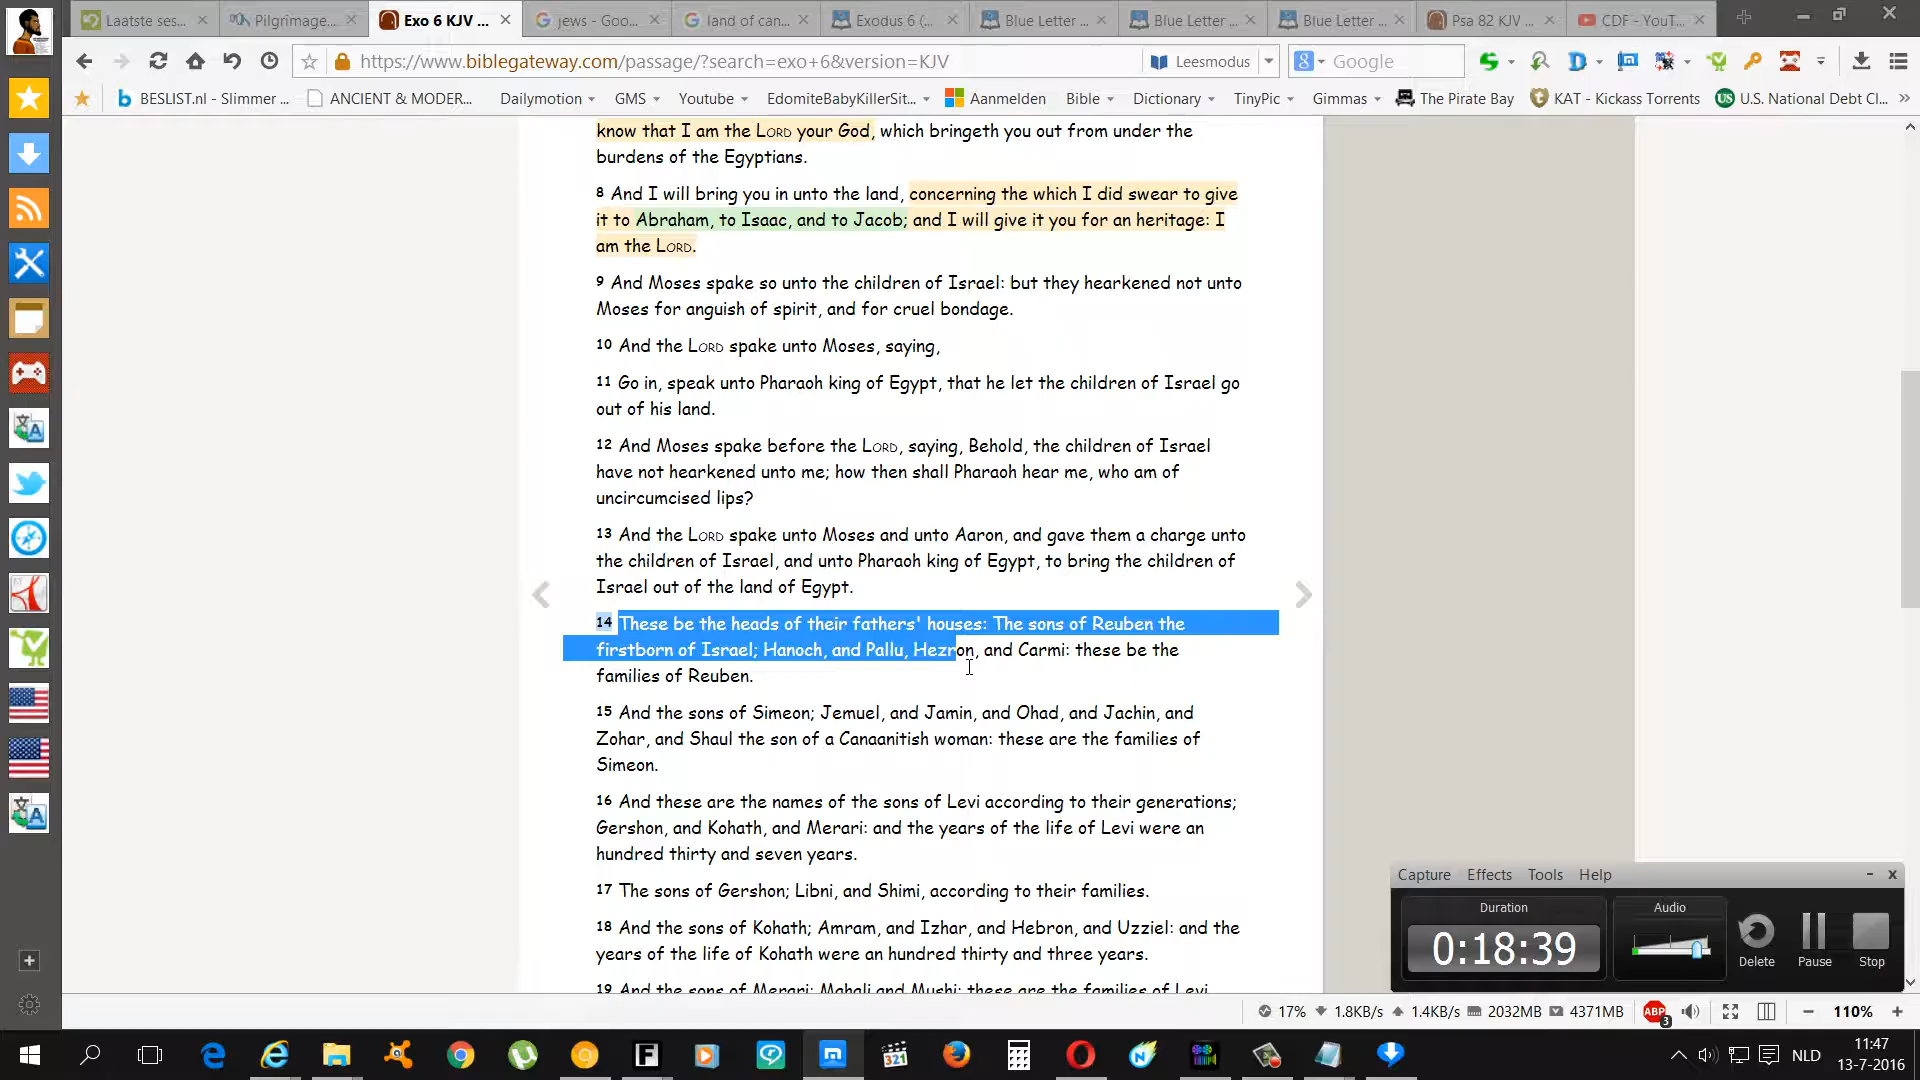 Laatste ses...
Pilgrimage...
Exo 6 KJV ...
jews - Goo...
land of can...
Exodus 6 (...
Blue Letter ...
Blue Letter ...
Blue Letter ...
Psa 82 KJV ...
CDF - YouT...
https://www.biblegateway.com/passage/?search=exo+6&version=KJV
Leesmodus
Google
BESLIST.nl - Slimmer ...
ANCIENT & MODER...
Dailymotion
GMS
Youtube
EdomiteBabyKillerSit...
Aanmelden
Bible
Dictionary
TinyPic
Gimmas
The Pirate Bay
KAT - Kickass Torrents
U.S. National Debt Cl...
know that I am the LORD your God, which bringeth you out from under the
burdens of the Egyptians.
8 And I will bring you in unto the land, concerning the which I did swear to give
it to Abraham, to Isaac, and to Jacob; and I will give it you for an heritage: I
am the LORD.
9 And Moses spake so unto the children of Israel: but they hearkened not unto
Moses for anguish of spirit, and for cruel bondage.
10 And the LORD spake unto Moses, saying,
11 Go in, speak unto Pharaoh king of Egypt, that he let the children of Israel go
out of his land.
12 And Moses spake before the LORD, saying, Behold, the children of Israel
have not hearkened unto me; how then shall Pharaoh hear me, who am of
uncircumcised lips?
13 And the LORD spake unto Moses and unto Aaron, and gave them a charge unto
the children of Israel, and unto Pharaoh king of Egypt, to bring the children of
Israel out of the land of Egypt.
14 These be the heads of their fathers' houses: The sons of Reuben the
firstborn of Israel; Hanoch, and Pallu, Hezron, and Carmi: these be the
families of Reuben.
15 And the sons of Simeon; Jemuel, and Jamin, and Ohad, and Jachin, and
Zohar, and Shaul the son of a Canaanitish woman: these are the families of
Simeon.
16 And these are the names of the sons of Levi according to their generations;
Gershon, and Kohath, and Merari: and the years of the life of Levi were an
hundred thirty and seven years.
17 The sons of Gershon; Libni, and Shimi, according to their families.
18 And the sons of Kohath; Amram, and Izhar, and Hebron, and Uzziel: and the
years of the life of Kohath were an hundred thirty and three years.
19 And the sons of Merari; Mahali and Mushi: these are the families of Levi
Capture Effects Tools Help
Duration
Audio
0:18:39
Delete
Pause
Stop
17% 1.8KB/s 1.4KB/s 2032MB 4371MB
ABP
3
110%
321
NLD
11:47
13-7-2016